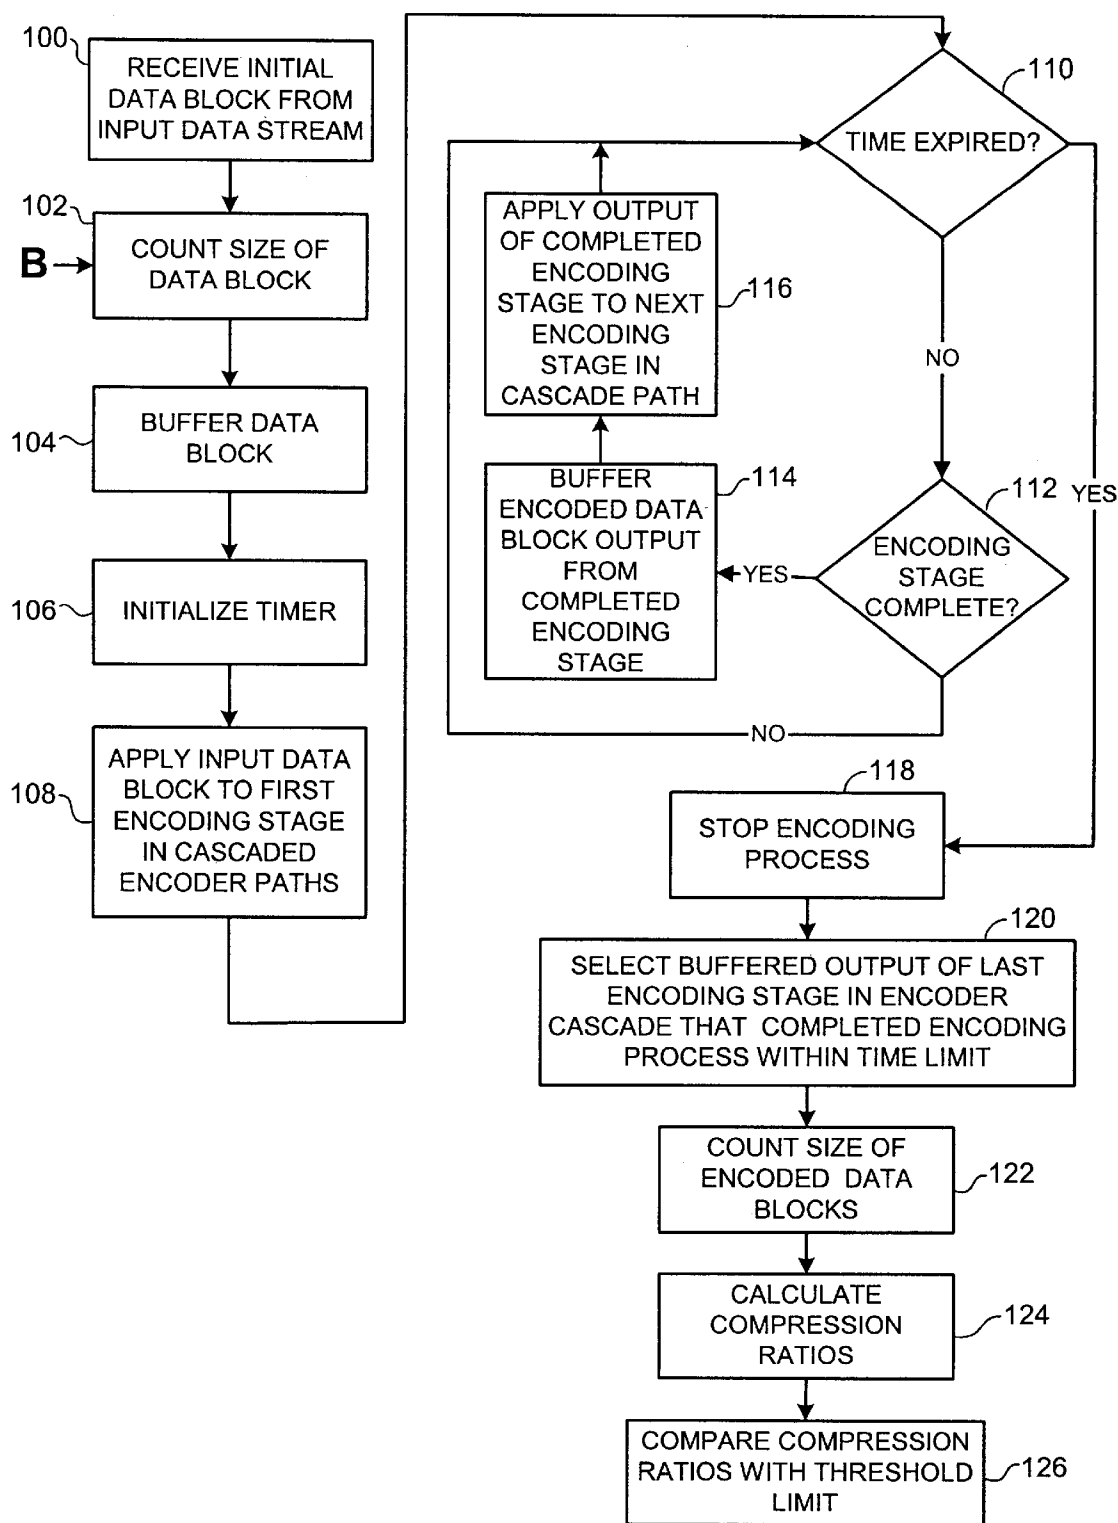 100
RECEIVE INITIAL
DATA BLOCK FROM
INPUT DATA STREAM
102
B
COUNT SIZE OF
DATA BLOCK
104
BUFFER DATA
BLOCK
106
INITIALIZE TIMER
108
APPLY INPUT DATA
BLOCK TO FIRST
ENCODING STAGE
IN CASCADED
ENCODER PATHS
110
TIME EXPIRED?
NO
YES
112
ENCODING
STAGE
COMPLETE?
YES
NO
114
BUFFER
ENCODED DATA
BLOCK OUTPUT
FROM
COMPLETED
ENCODING
STAGE
116
APPLY OUTPUT
OF COMPLETED
ENCODING
STAGE TO NEXT
ENCODING
STAGE IN
CASCADE PATH
118
STOP ENCODING
PROCESS
120
SELECT BUFFERED OUTPUT OF LAST
ENCODING STAGE IN ENCODER
CASCADE THAT COMPLETED ENCODING
PROCESS WITHIN TIME LIMIT
122
COUNT SIZE OF
ENCODED DATA
BLOCKS
124
CALCULATE
COMPRESSION
RATIOS
126
COMPARE COMPRESSION
RATIOS WITH THRESHOLD
LIMIT